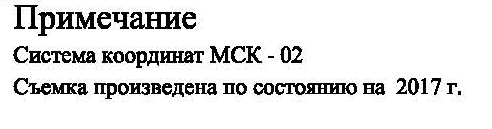 Примечание
Система координат МСК - 02
Съемка произведена по состоянию на 2017 г.